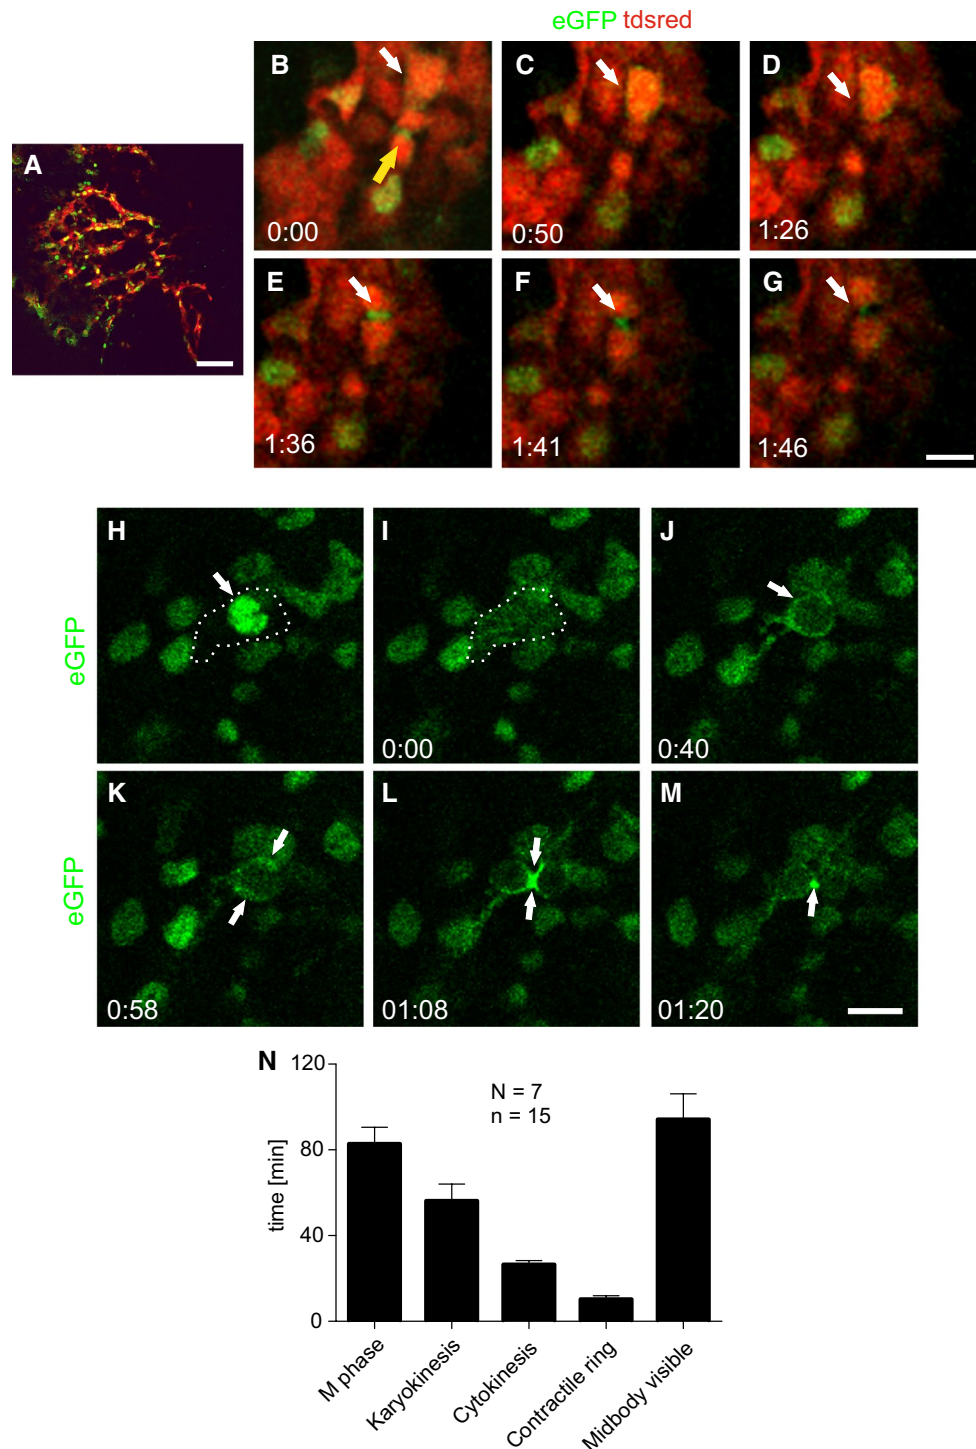 eGFP tdsred
A
B
0:00
C
0:50
D
1:26
E
1:36
F
1:41
G
1:46
eGFP
H
I
0:00
J
0:40
eGFP
K
0:58
L
01:08
M
01:20
N
N = 7
n = 15
time [min]
120
80
40
0
M phase
Karyokinesis
Cytokinesis
Contractile ring
Midbody visible